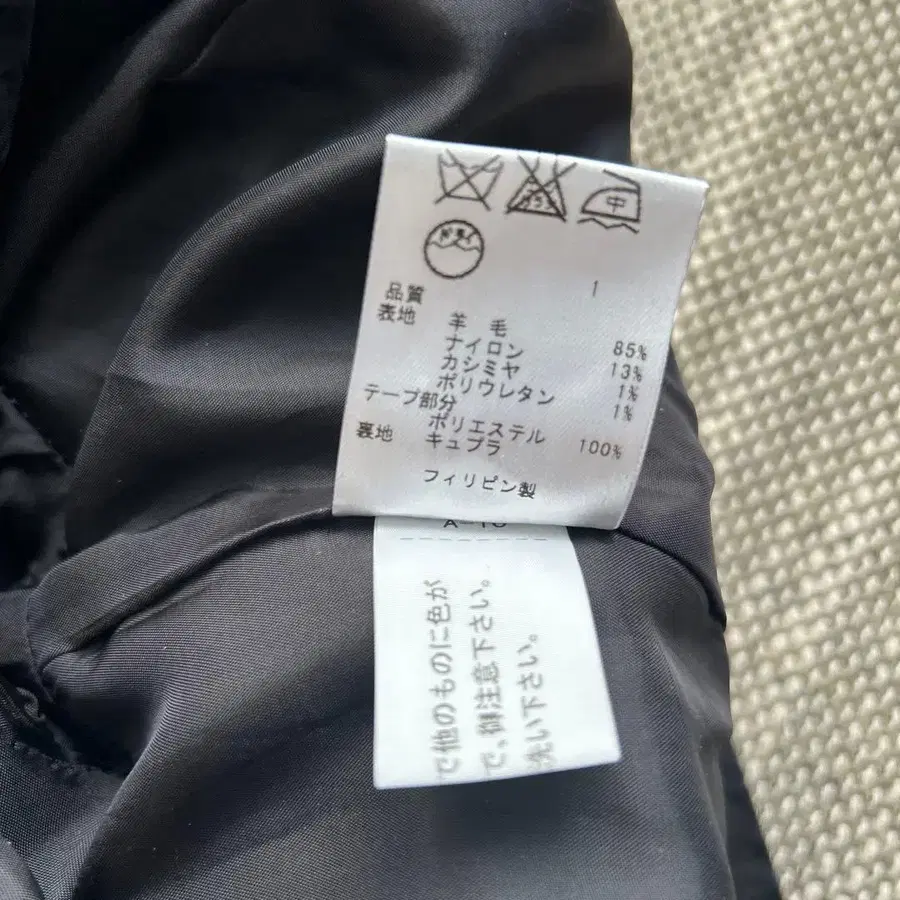 中
ドライ
品質 1
表地 羊毛 85%
ナイロン 13%
カシミヤ 1%
ポリウレタン 1%
テープ部分
ポリエステル 100%
裏地 キュプラ
フィリピン製
で他のものに色が
で、御注意下さい。
洗い下さい。